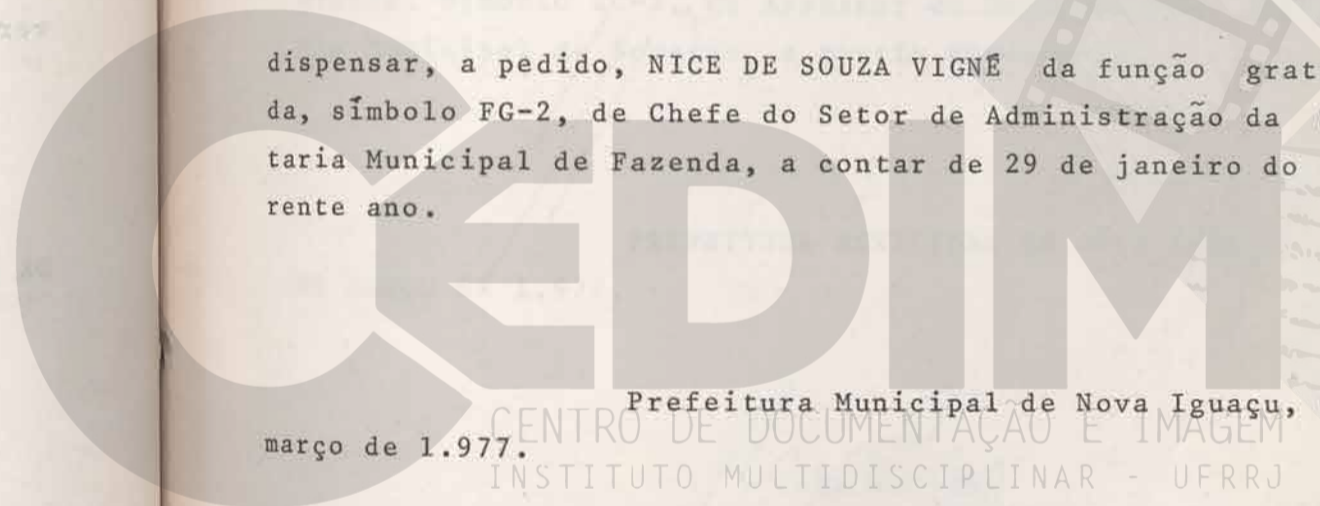 dispensar, a pedido, NICE DE SOUZA VIGNÉ da função grat
da, símbolo FG-2, de Chefe do Setor de Administração da
taria Municipal de Fazenda, a contar de 29 de janeiro do
rente ano.
Prefeitura Municipal de Nova Iguaçu,
março de 1.977.
CEDIM
CENTRO DE DOCUMENTAÇÃO E IMAGEM
INSTITUTO MULTIDISCIPLINAR - UFRRJ